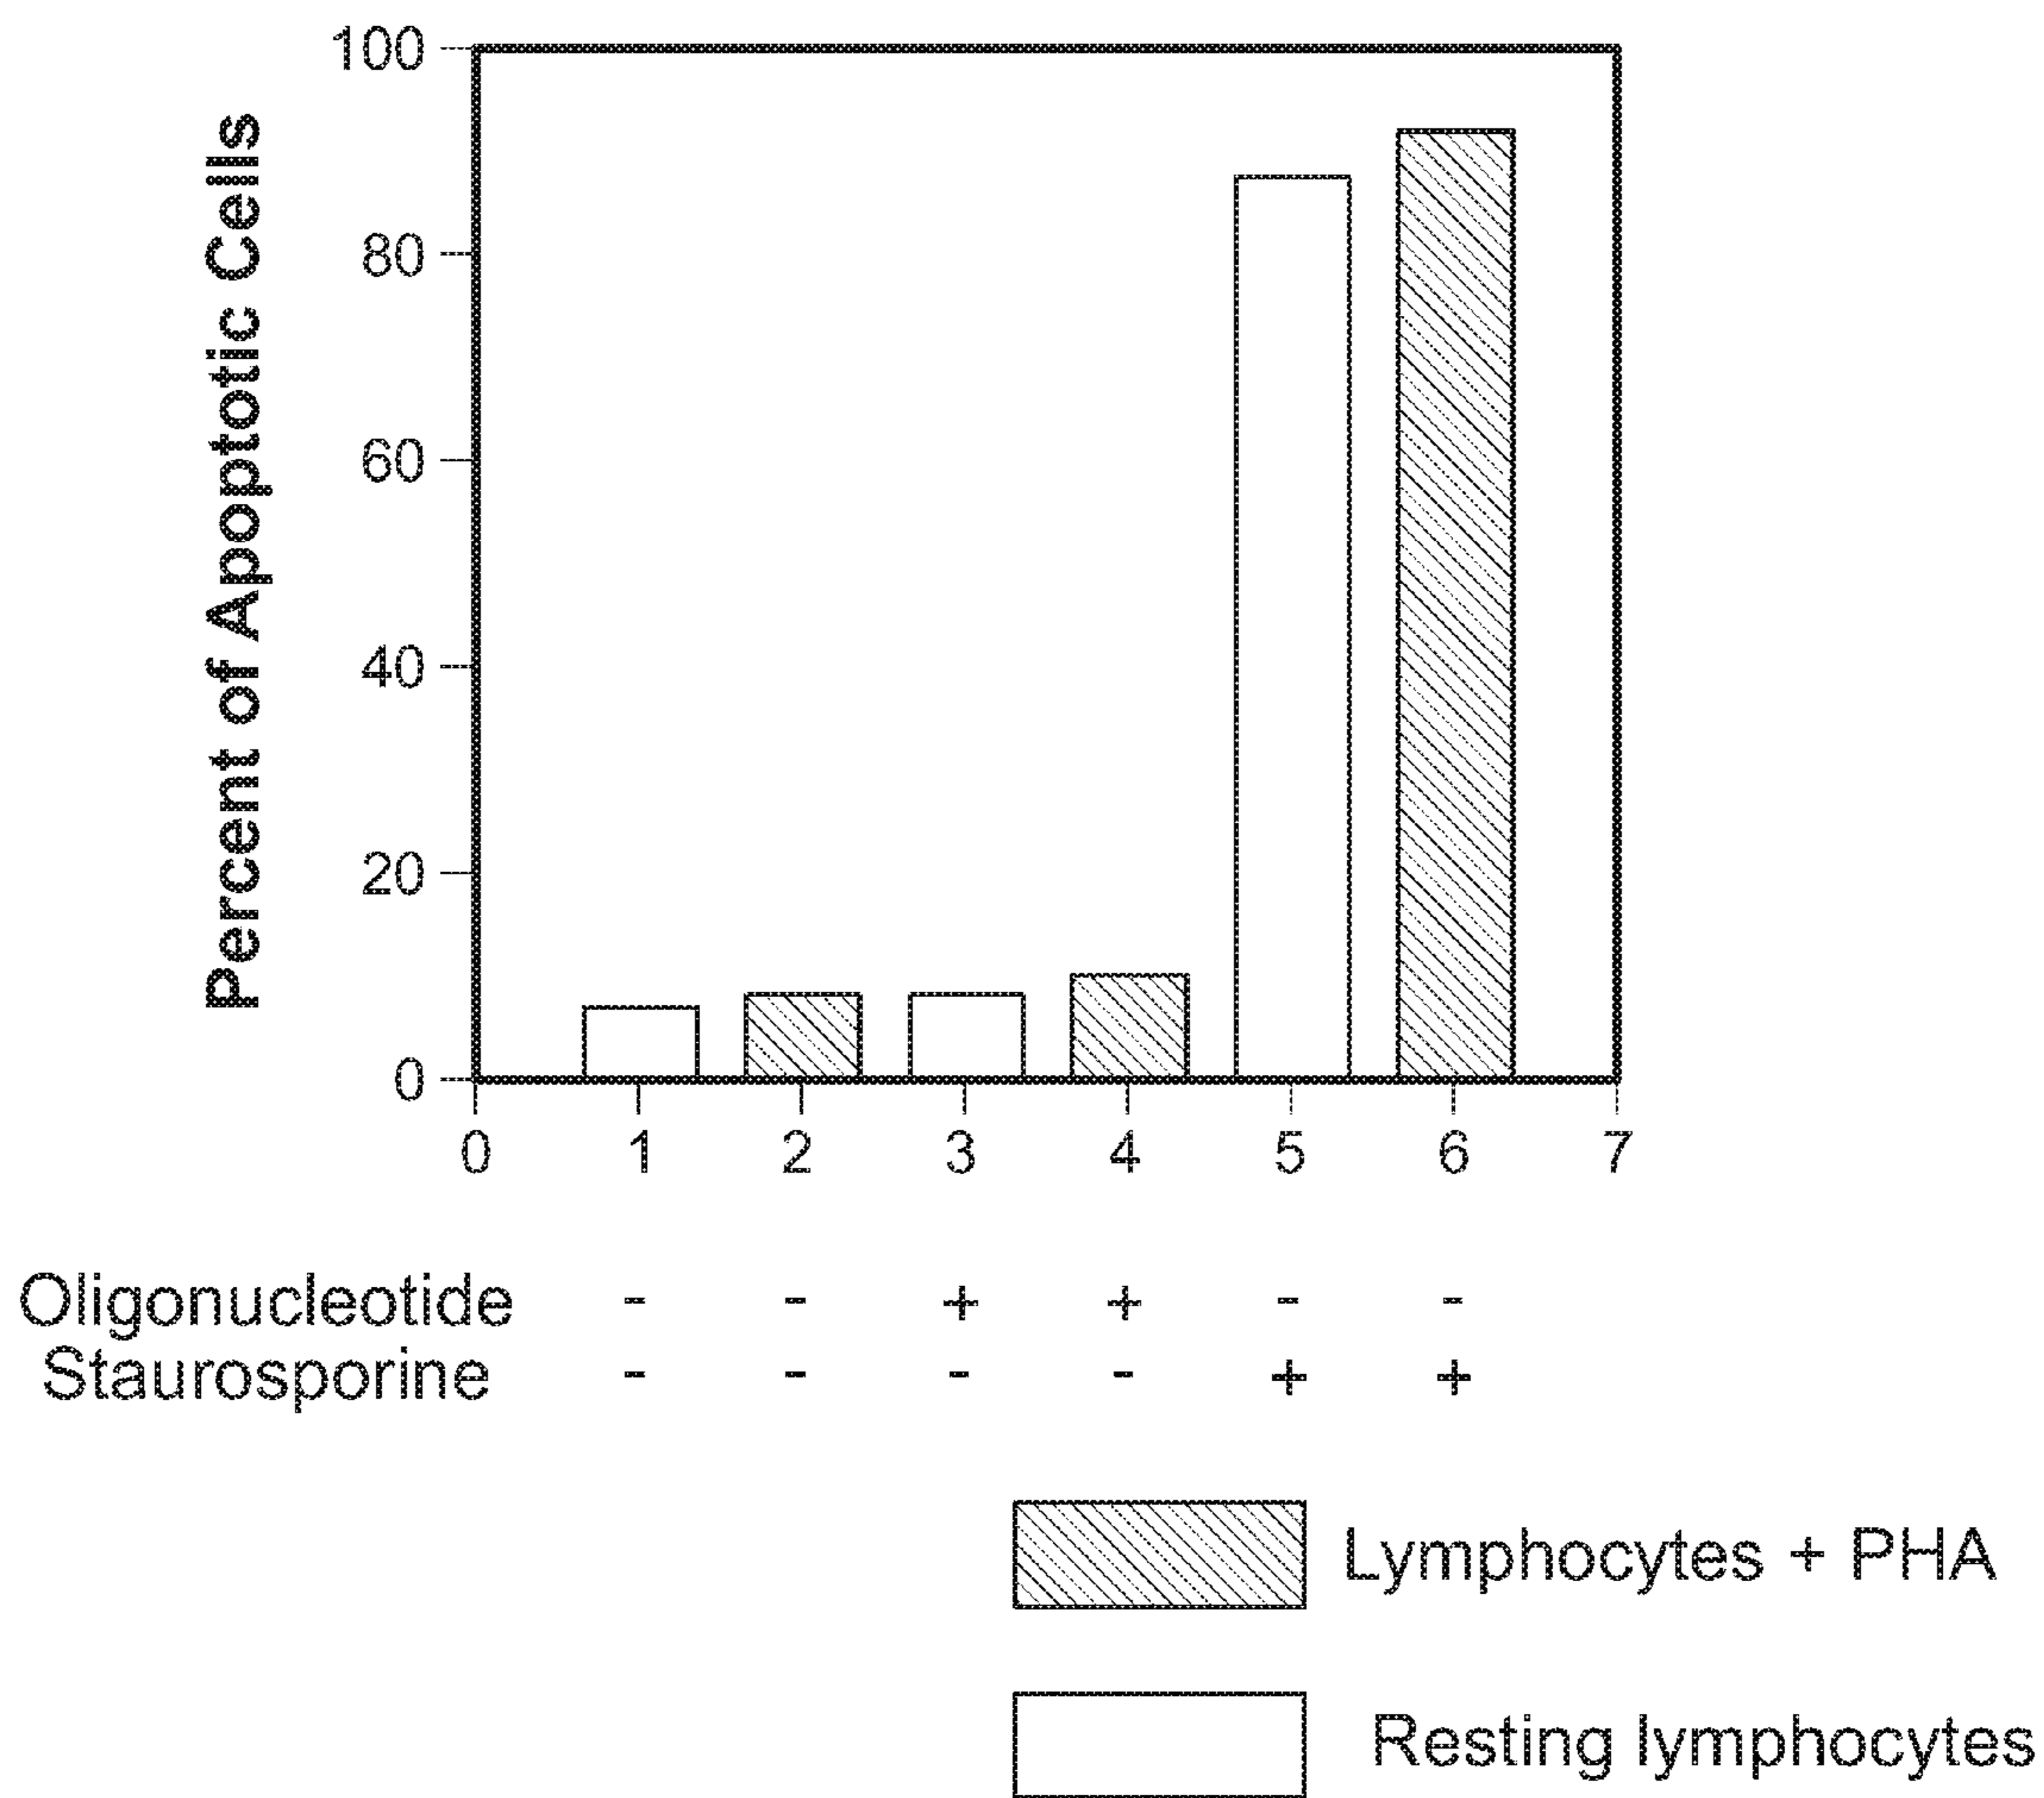 Percent of Apoptotic Cells
100
80
60
40
20
0
0 1 2 3 4 5 6 7
Oligonucleotide - - + + - -
Staurosporine - - - - + +
Lymphocytes + PHA
Resting lymphocytes